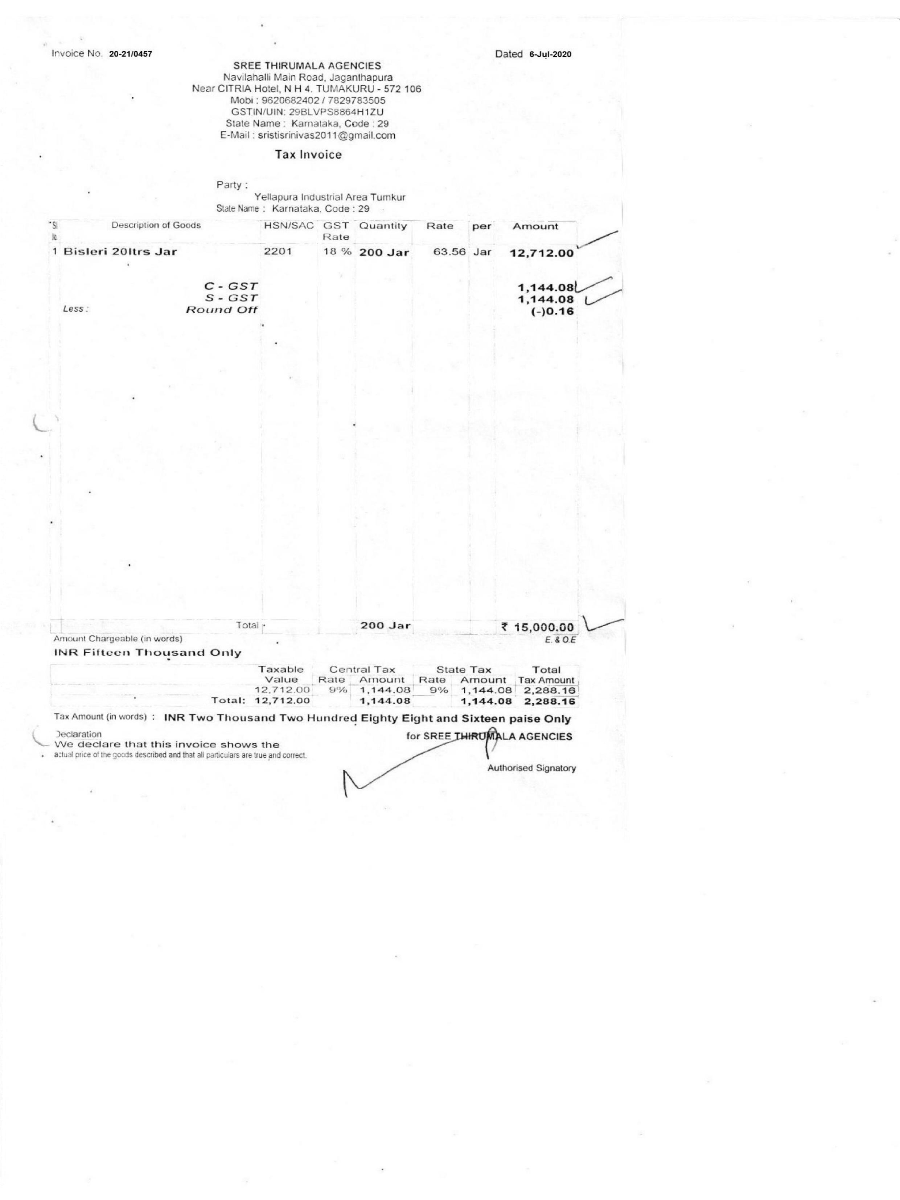 Invoice No. 20-21/0457 Dated 6-Jul-2020
SREE THIRUMALA AGENCIES
Navilahalli Main Road, Jaganthapura
Near CITRIA Hotel, N H 4, TUMAKURU - 572 106
Mobi : 9620682402 / 7829783505
GSTIN/UIN: 29BLVPS8864H1ZU
State Name : Karnataka, Code : 29
E-Mail : sristisrinivas2011@gmail.com
Tax Invoice
Party :
Yellapura Industrial Area Tumkur
State Name : Karnataka, Code : 29
Sl Description of Goods HSN/SAC GST Quantity Rate per Amount
Rate
1 Bisleri 20ltrs Jar 2201 18 % 200 Jar 63.56 Jar 12,712.00
C - GST 1,144.08
S - GST 1,144.08
Less : Round Off (-)0.16
Total 200 Jar ₹ 15,000.00
Amount Chargeable (in words) E. & O.E
INR Fifteen Thousand Only
Taxable Central Tax State Tax Total
Value Rate Amount Rate Amount Tax Amount
12,712.00 9% 1,144.08 9% 1,144.08 2,288.16
Total: 12,712.00 1,144.08 1,144.08 2,288.16
Tax Amount (in words) : INR Two Thousand Two Hundred Eighty Eight and Sixteen paise Only
Declaration for SREE THIRUMALA AGENCIES
We declare that this invoice shows the
actual price of the goods described and that all particulars are true and correct.
Authorised Signatory